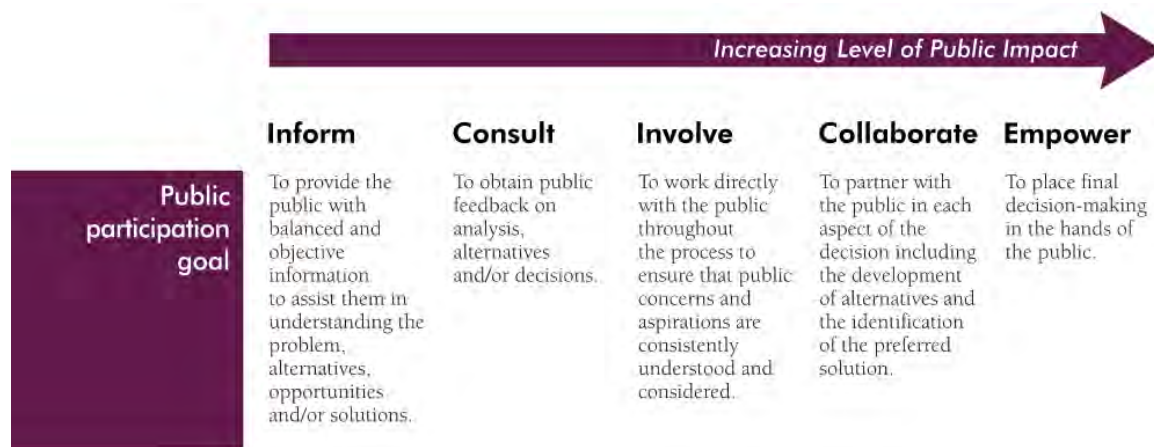 Increasing Level of Public Impact
Inform
Consult
Involve
Collaborate
Empower
Public
participation
goal
To provide the
public with
balanced and
objective
information
to assist them in
understanding the
problem,
alternatives,
opportunities
and/or solutions.
To obtain public
feedback on
analysis,
alternatives
and/or decisions.
To work directly
with the public
throughout
the process to
ensure that public
concerns and
aspirations are
consistently
understood and
considered.
To partner with
the public in each
aspect of the
decision including
the development
of alternatives and
the identification
of the preferred
solution.
To place final
decision-making
in the hands of
the public.